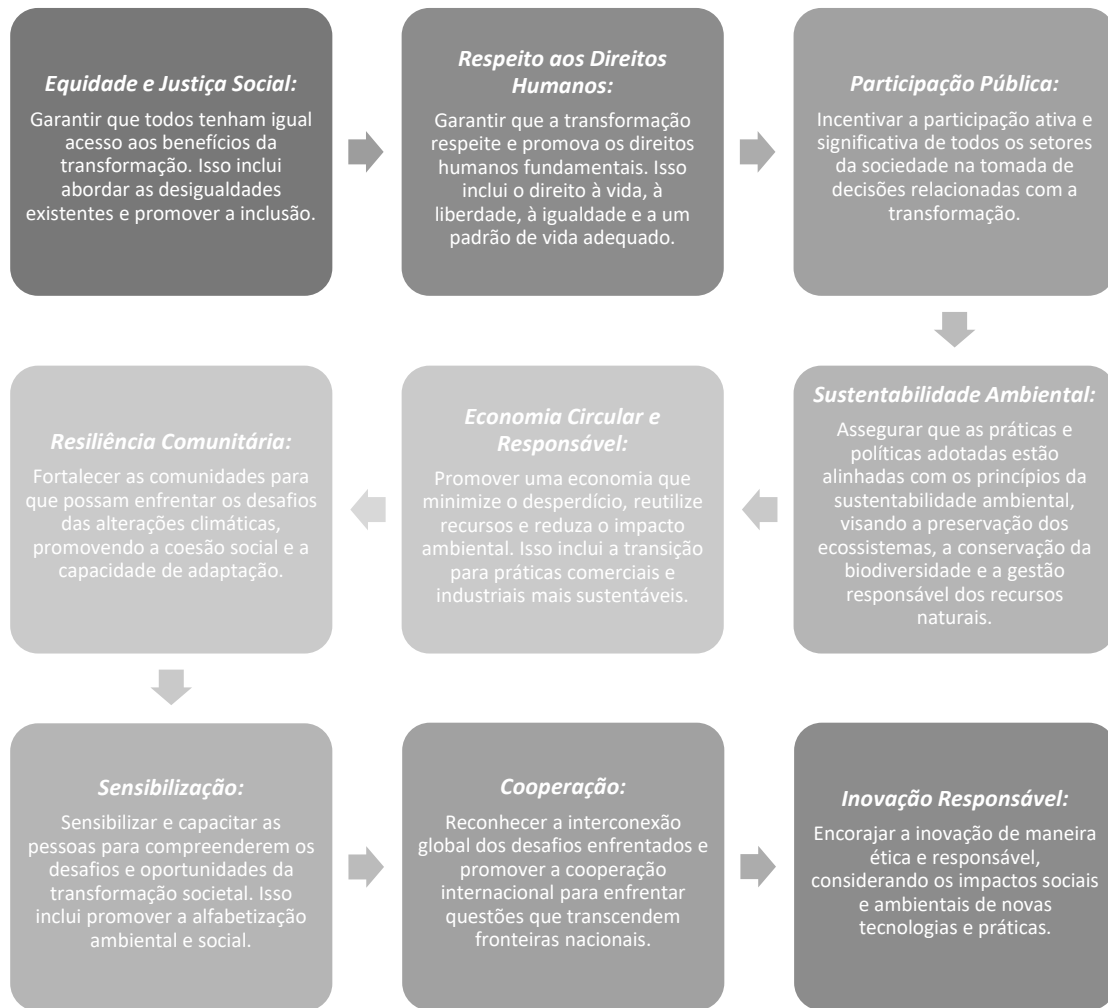 Equidade e Justiça Social:
Garantir que todos tenham igual
acesso aos benefícios da
transformação. Isso inclui
abordar as desigualdades
existentes e promover a inclusão.
Respeito aos Direitos
Humanos:
Garantir que a transformação
respeite e promova os direitos
humanos fundamentais. Isso
inclui o direito à vida, à
liberdade, à igualdade e a um
padrão de vida adequado.
Participação Pública:
Incentivar a participação ativa e
significativa de todos os setores
da sociedade na tomada de
decisões relacionadas com a
transformação.
Sustentabilidade Ambiental:
Assegurar que as práticas e
políticas adotadas estão
alinhadas com os princípios da
sustentabilidade ambiental,
visando a preservação dos
ecossistemas, a conservação da
biodiversidade e a gestão
responsável dos recursos
naturais.
Economia Circular e
Responsável:
Promover uma economia que
minimize o desperdício, reutilize
recursos e reduza o impacto
ambiental. Isso inclui a transição
para práticas comerciais e
industriais mais sustentáveis.
Resiliência Comunitária:
Fortalecer as comunidades para
que possam enfrentar os desafios
das alterações climáticas,
promovendo a coesão social e a
capacidade de adaptação.
Sensibilização:
Sensibilizar e capacitar as
pessoas para compreenderem os
desafios e oportunidades da
transformação societal. Isso
inclui promover a alfabetização
ambiental e social.
Cooperação:
Reconhecer a interconexão
global dos desafios enfrentados e
promover a cooperação
internacional para enfrentar
questões que transcendem
fronteiras nacionais.
Inovação Responsável:
Encorajar a inovação de maneira
ética e responsável,
considerando os impactos sociais
e ambientais de novas
tecnologias e práticas.